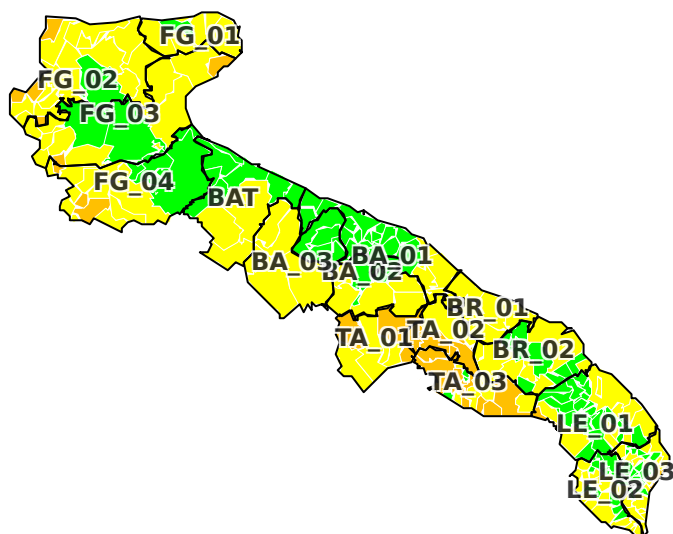 FG_01
FG_02
FG_03
FG_04
BAT
BA_01
BA_03
BA_02
BR_01
TA_02
TA_01
BR_02
TA_03
LE_01
LE_03
LE_02